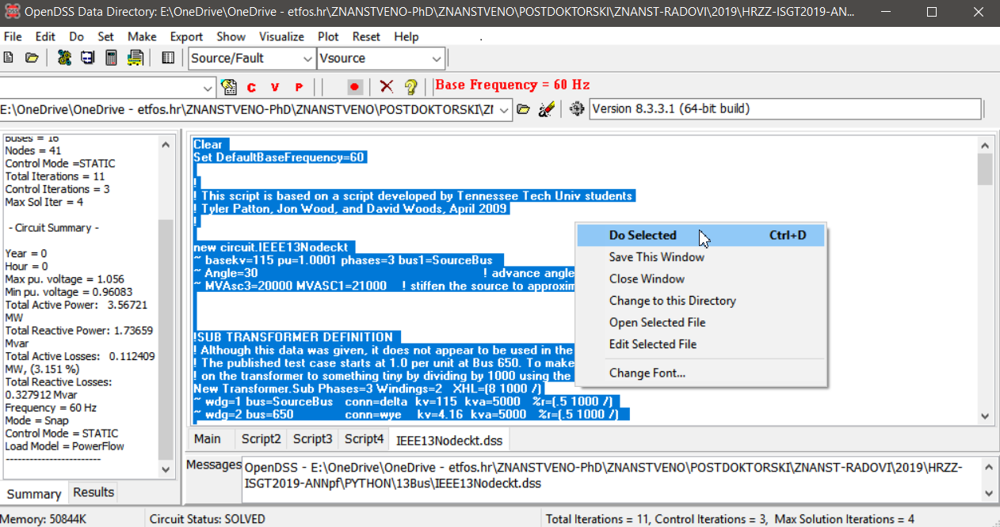 OpenDSS Data Directory: E:\OneDrive\OneDrive - etfos.hr\ZNANSTVENO-PhD\ZNANSTVENO\POSTDOKTORSKI\ZNANST-RADOVI\2019\HRZZ-ISGT2019-AN...
File Edit Do Set Make Export Show Visualize Plot Reset Help
Source/Fault Vsource
C V P Base Frequency = 60 Hz
E:\OneDrive\OneDrive - etfos.hr\ZNANSTVENO-PhD\ZNANSTVENO\POSTDOKTORSKI\ZI Version 8.3.3.1 (64-bit build)
Buses = 16
Nodes = 41
Control Mode =STATIC
Total Iterations = 11
Control Iterations = 3
Max Sol Iter = 4
- Circuit Summary -
Year = 0
Hour = 0
Max pu. voltage = 1.056
Min pu. voltage = 0.96083
Total Active Power: 3.56721
MW
Total Reactive Power: 1.73659
Mvar
Total Active Losses: 0.112409
MW, (3.151 %)
Total Reactive Losses:
0.327912 Mvar
Frequency = 60 Hz
Mode = Snap
Control Mode = STATIC
Load Model = PowerFlow
------------------------
Summary Results
Clear
Set DefaultBaseFrequency=60
!
! This script is based on a script developed by Tennessee Tech Univ students
! Tyler Patton, Jon Wood, and David Woods, April 2009
!
new circuit.IEEE13Nodeckt
~ basekv=115 pu=1.0001 phases=3 bus1=SourceBus
~ Angle=30 ! advance angle
~ MVAsc3=20000 MVASC1=21000 ! stiffen the source to approxim
!SUB TRANSFORMER DEFINITION
! Although this data was given, it does not appear to be used in the
! The published test case starts at 1.0 per unit at Bus 650. To make
! on the transformer to something tiny by dividing by 1000 using the
New Transformer.Sub Phases=3 Windings=2 XHL=(8 1000 /)
~ wdg=1 bus=SourceBus conn=delta kv=115 kva=5000 %r=(.5 1000 /)
~ wdg=2 bus=650 conn=wye kv=4.16 kva=5000 %r=(.5 1000 /)
Do Selected Ctrl+D
Save This Window
Close Window
Change to this Directory
Open Selected File
Edit Selected File
Change Font...
Main Script2 Script3 Script4 IEEE13Nodeckt.dss
Messages OpenDSS - E:\OneDrive\OneDrive - etfos.hr\ZNANSTVENO-PhD\ZNANSTVENO\POSTDOKTORSKI\ZNANST-RADOVI\2019\HRZZ-
ISGT2019-ANNpf\PYTHON\13Bus\IEEE13Nodeckt.dss
Memory: 50844K Circuit Status: SOLVED Total Iterations = 11, Control Iterations = 3, Max Solution Iterations = 4